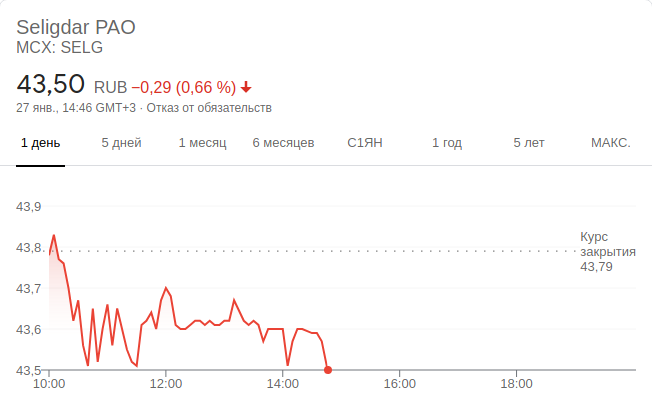 Seligdar PAO
MCX: SELG
43,50 RUB −0,29 (0,66 %)
27 янв., 14:46 GMT+3 · Отказ от обязательств
1 день 5 дней 1 месяц 6 месяцев С1ЯН 1 год 5 лет МАКС.
43,9
43,8
43,7
43,6
43,5
Курс
закрытия
43,79
10:00 12:00 14:00 16:00 18:00